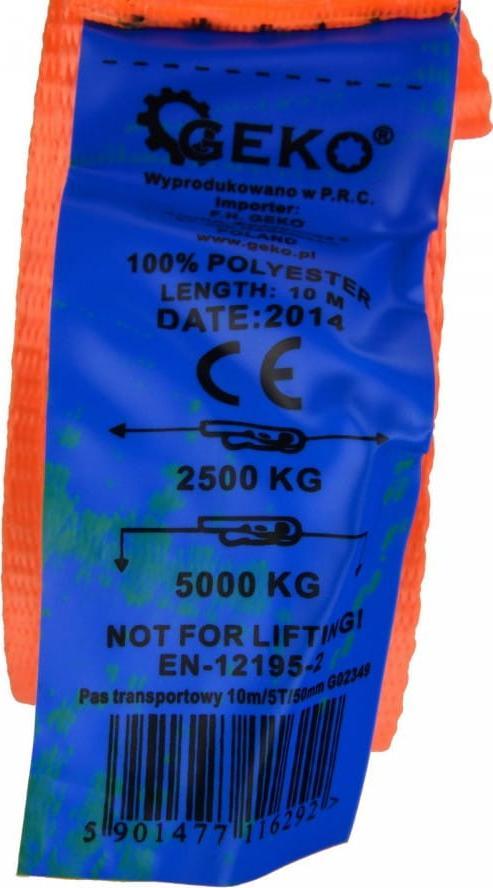 GEKO®
Wyprodukowano w P.R.C.
Importer:
F.H. GEKO
POLAND
www.geko.pl
100% POLYESTER
LENGTH: 10 M
DATE:2014
CE
2500 KG
5000 KG
NOT FOR LIFTING!
EN-12195-2
Pas transportowy 10m/5T/50mm G02349
5 901477 116292 >